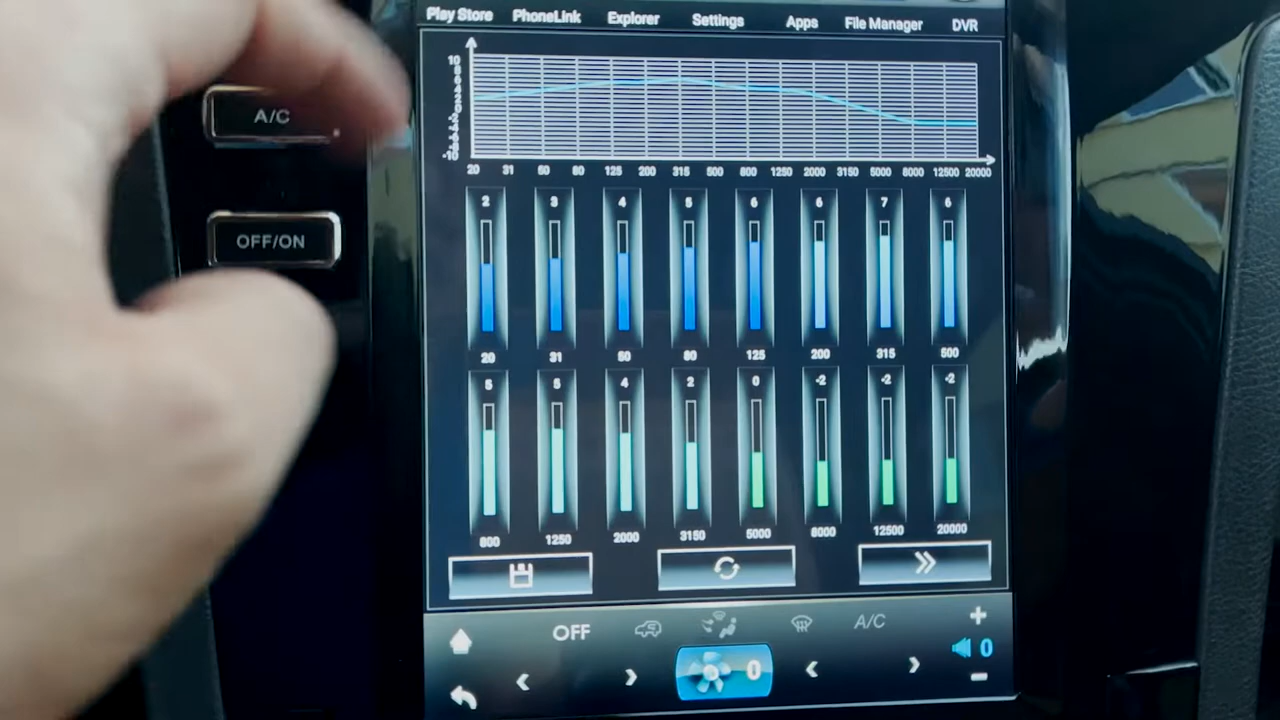 Play Store PhoneLink Explorer Settings Apps File Manager DVR
A/C
OFF/ON
10
-10
20 31 50 80 125 200 315 500 800 1250 2000 3150 5000 8000 12500 20000
2 3 4 5 6 6 7 6
20 31 50 80 125 200 315 500
5 5 4 2 0 -2 -2 -2
800 1250 2000 3150 5000 8000 12500 20000
OFF A/C +
0
0 -